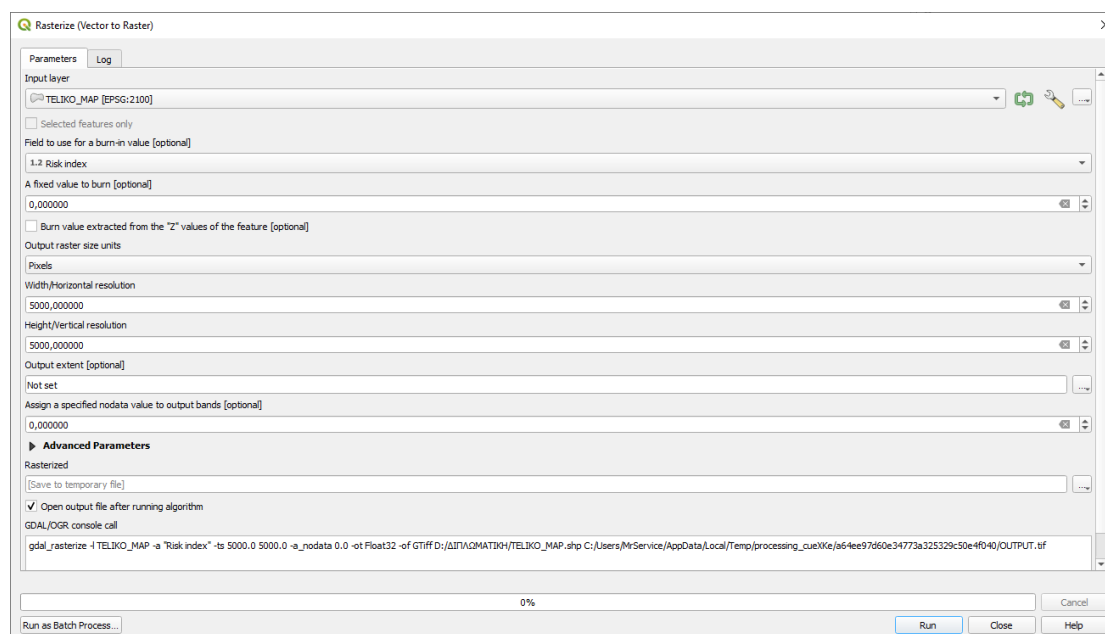 Rasterize (Vector to Raster)
Parameters Log
Input layer
TELIKO_MAP [EPSG:2100]
Selected features only
Field to use for a burn-in value [optional]
1.2 Risk index
A fixed value to burn [optional]
0,000000
Burn value extracted from the "Z" values of the feature [optional]
Output raster size units
Pixels
Width/Horizontal resolution
5000,000000
Height/Vertical resolution
5000,000000
Output extent [optional]
Not set
Assign a specified nodata value to output bands [optional]
0,000000
Advanced Parameters
Rasterized
[Save to temporary file]
Open output file after running algorithm
GDAL/OGR console call
gdal_rasterize -l TELIKO_MAP -a "Risk index" -ts 5000.0 5000.0 -a_nodata 0.0 -ot Float32 -of GTiff D:/ΔΙΠΛΩΜΑΤΙΚΗ/TELIKO_MAP.shp C:/Users/MrService/AppData/Local/Temp/processing_cueXKe/a64ee97d60e34773a325329c50e4f040/OUTPUT.tif
0% Cancel
Run as Batch Process... Run Close Help